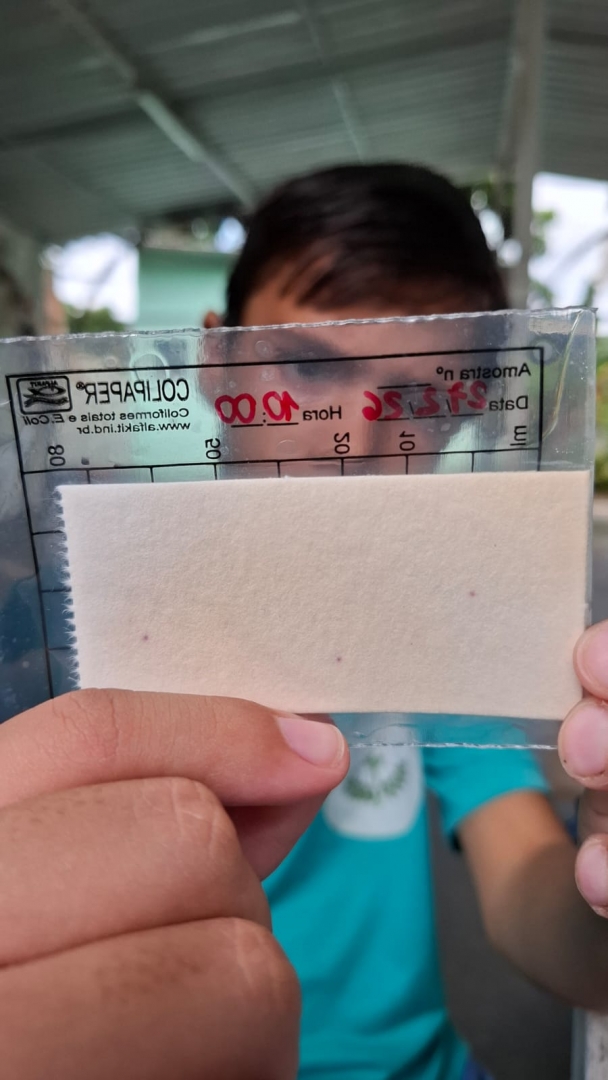 Amostra nº
Data 27/2/26 Hora 10:00
COLIPAPER®
Coliformes totais e E.Coli
www.alfakit.ind.br
ml 10 20 50 80